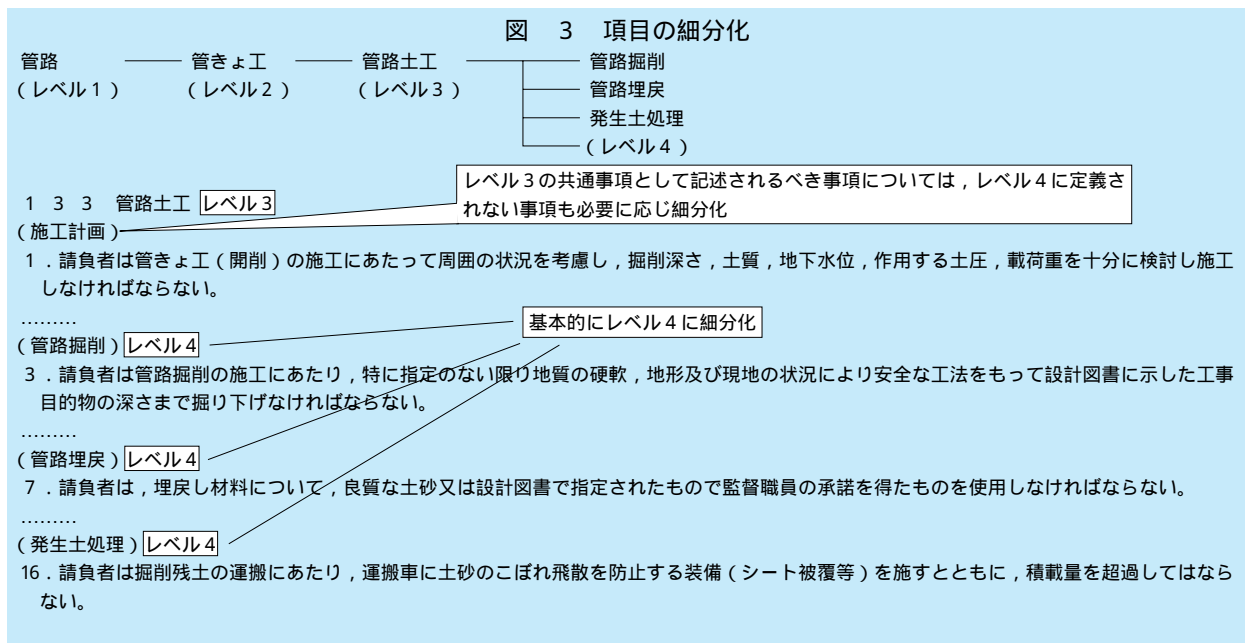 図 3 項目の細分化
管路 管きょ工 管路土工 管路掘削
(レベル1) (レベル2) (レベル3) 管路埋戻
発生土処理
(レベル4)
レベル3の共通事項として記述されるべき事項については,レベル4に定義さ
れない事項も必要に応じ細分化
1 3 3 管路土工 レベル3
(施工計画)
1.請負者は管きょ工(開削)の施工にあたって周囲の状況を考慮し,掘削深さ,土質,地下水位,作用する土圧,載荷重を十分に検討し施工
しなければならない。
………
基本的にレベル4に細分化
(管路掘削)レベル4
3.請負者は管路掘削の施工にあたり,特に指定のない限り地質の硬軟,地形及び現地の状況により安全な工法をもって設計図書に示した工事
目的物の深さまで掘り下げなければならない。
………
(管路埋戻)レベル4
7.請負者は,埋戻し材料について,良質な土砂又は設計図書で指定されたもので監督職員の承諾を得たものを使用しなければならない。
………
(発生土処理)レベル4
16.請負者は掘削残土の運搬にあたり,運搬車に土砂のこぼれ飛散を防止する装備(シート被覆等)を施すとともに,積載量を超過してはなら
ない。